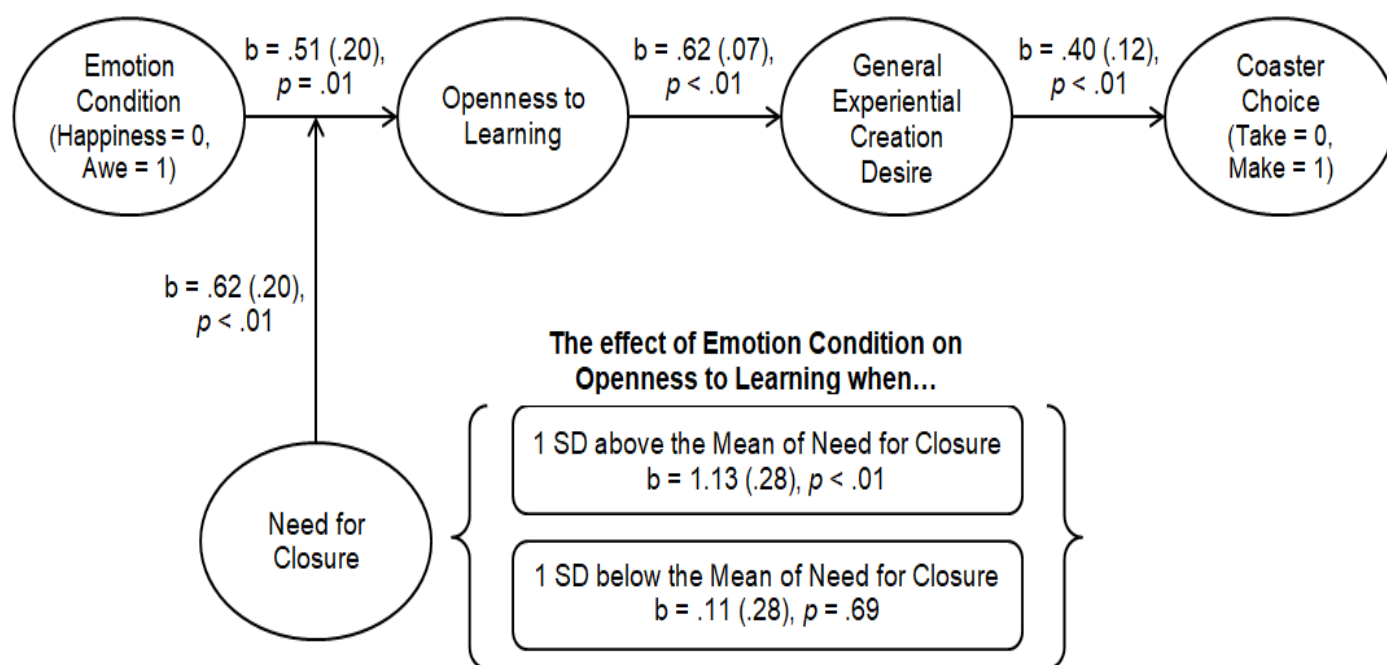 Emotion
Condition
(Happiness = 0,
Awe = 1)
b = .51 (.20),
p = .01
Openness to
Learning
b = .62 (.07),
p < .01
General
Experiential
Creation
Desire
b = .40 (.12),
p < .01
Coaster
Choice
(Take = 0,
Make = 1)
b = .62 (.20),
p < .01
Need for
Closure
The effect of Emotion Condition on
Openness to Learning when…
1 SD above the Mean of Need for Closure
b = 1.13 (.28), p < .01
1 SD below the Mean of Need for Closure
b = .11 (.28), p = .69